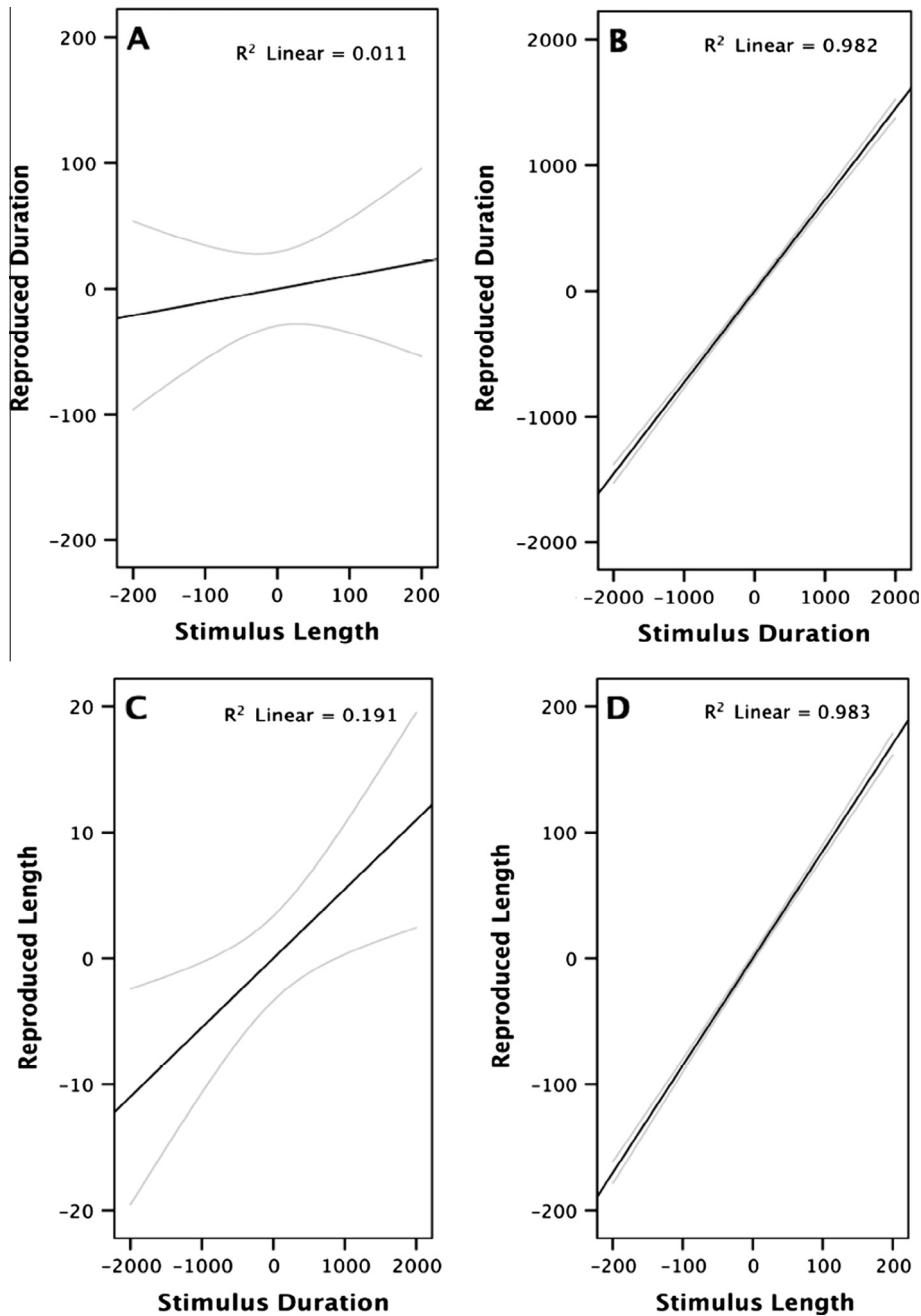 A
R² Linear = 0.011
200
100
0
-100
-200
Reproduced Duration
-200 -100 0 100 200
Stimulus Length
B
R² Linear = 0.982
2000
1000
0
-1000
-2000
Reproduced Duration
-2000 -1000 0 1000 2000
Stimulus Duration
C
R² Linear = 0.191
20
10
0
-10
-20
Reproduced Length
-2000 -1000 0 1000 2000
Stimulus Duration
D
R² Linear = 0.983
200
100
0
-100
-200
Reproduced Length
-200 -100 0 100 200
Stimulus Length